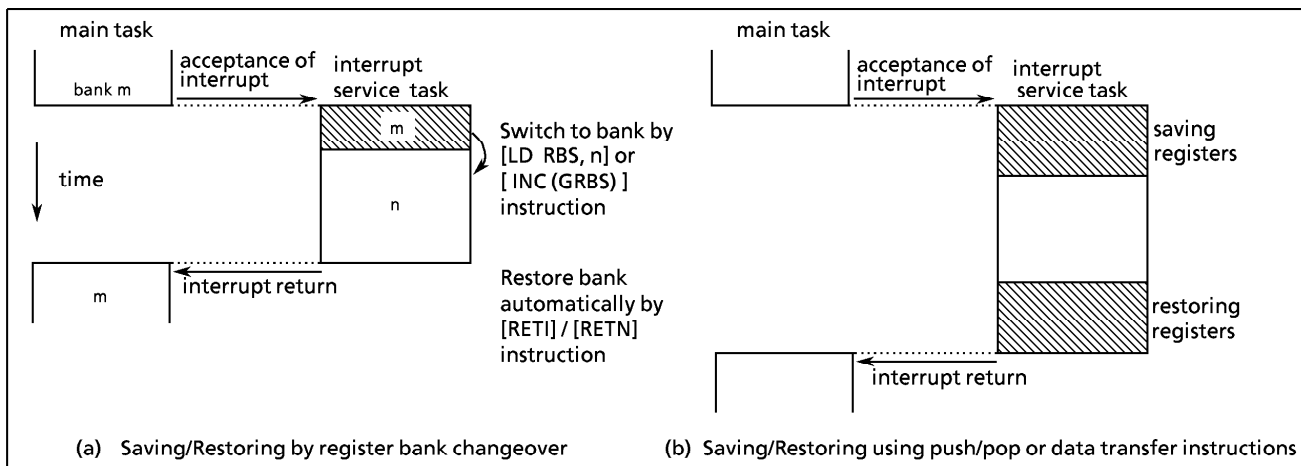 main task
bank m
acceptance of
interrupt
interrupt
service task
m
Switch to bank by
[LD RBS, n] or
[ INC (GRBS) ]
instruction
time
n
interrupt return
m
Restore bank
automatically by
[RETI] / [RETN]
instruction
(a) Saving/Restoring by register bank changeover
main task
acceptance of
interrupt
interrupt
service task
saving
registers
restoring
registers
interrupt return
(b) Saving/Restoring using push/pop or data transfer instructions